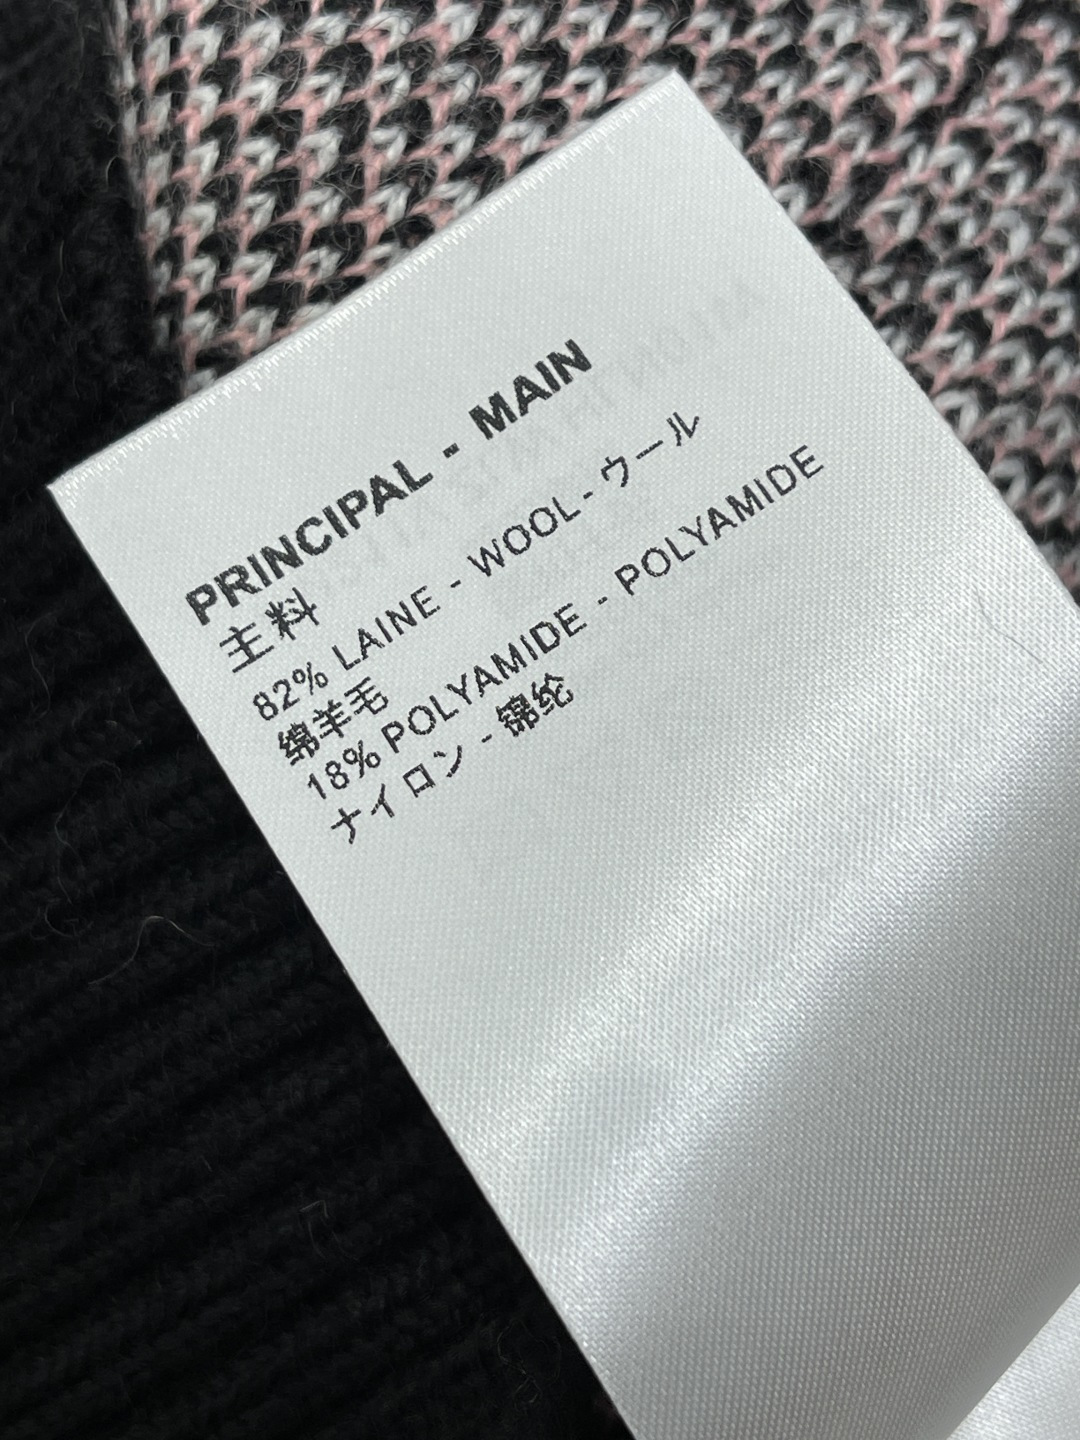 PRINCIPAL - MAIN
主料
82% LAINE - WOOL - ウール
绵羊毛
18% POLYAMIDE - POLYAMIDE
ナイロン - 锦纶